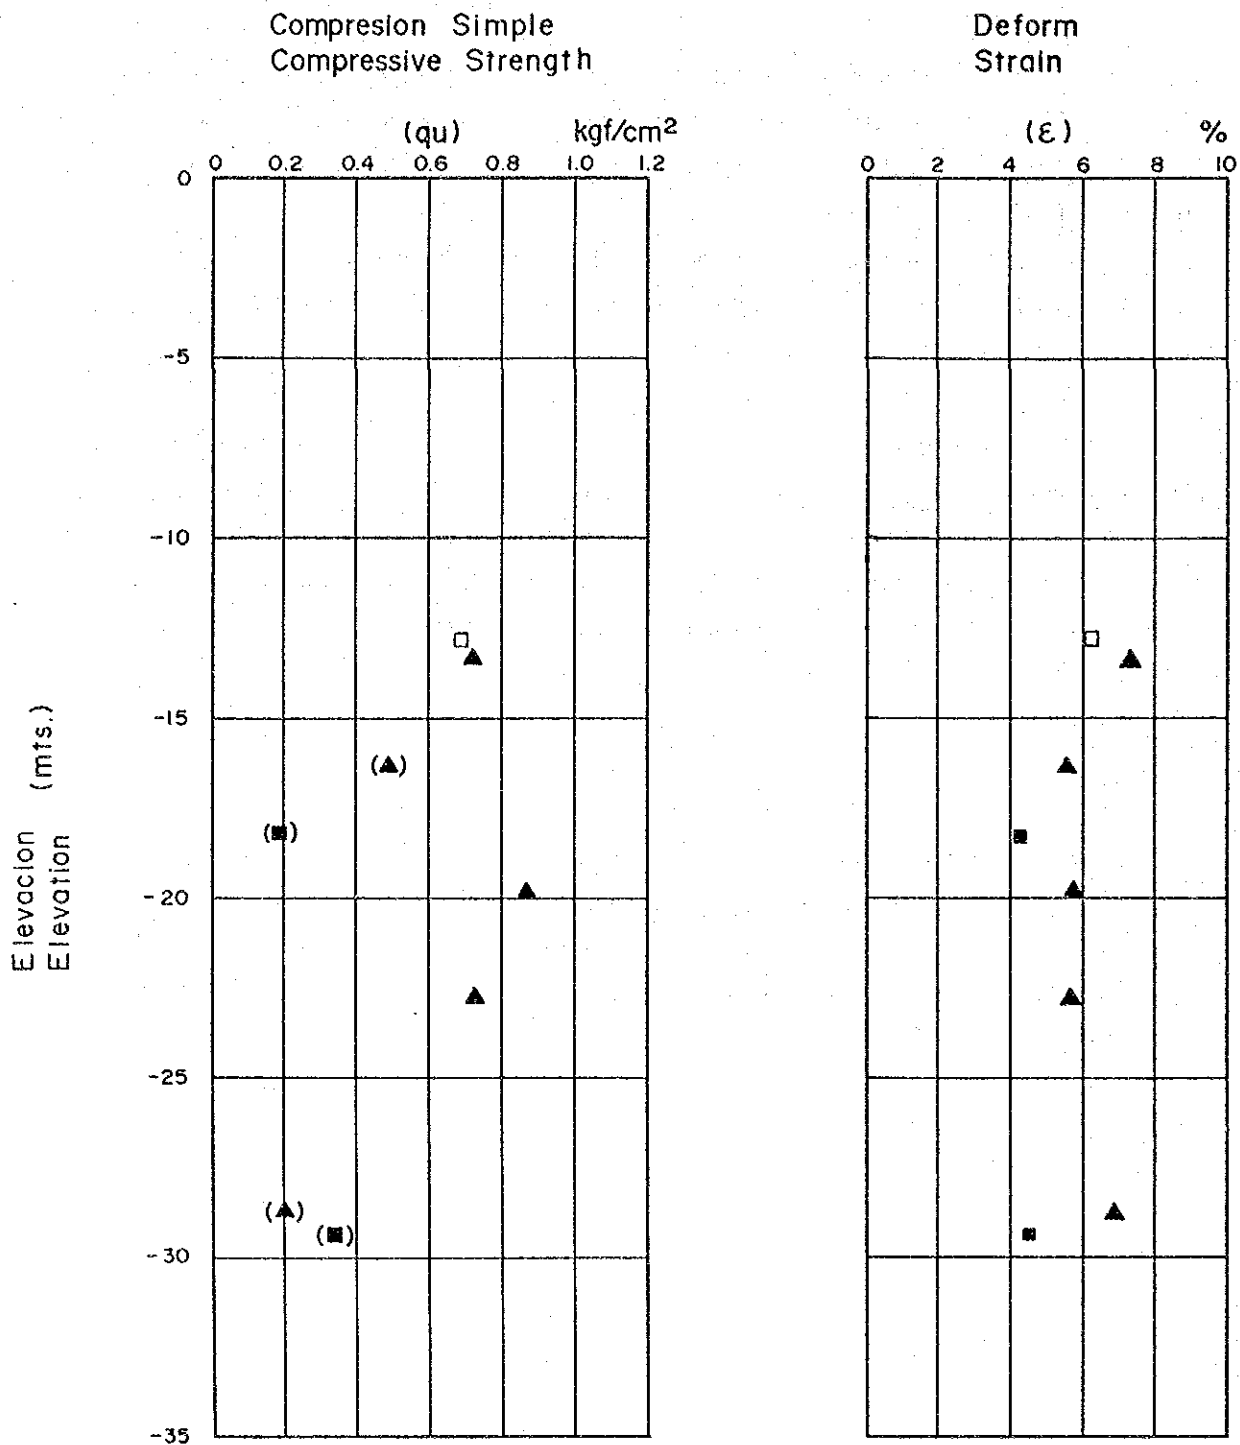 Compresion Simple
Compressive Strength
(qu) kgf/cm²
0 0.2 0.4 0.6 0.8 1.0 1.2
Deform
Strain
(ε) %
0 2 4 6 8 10
0
-5
-10
-15
-20
-25
-30
-35
Elevacion (mts.)
Elevation